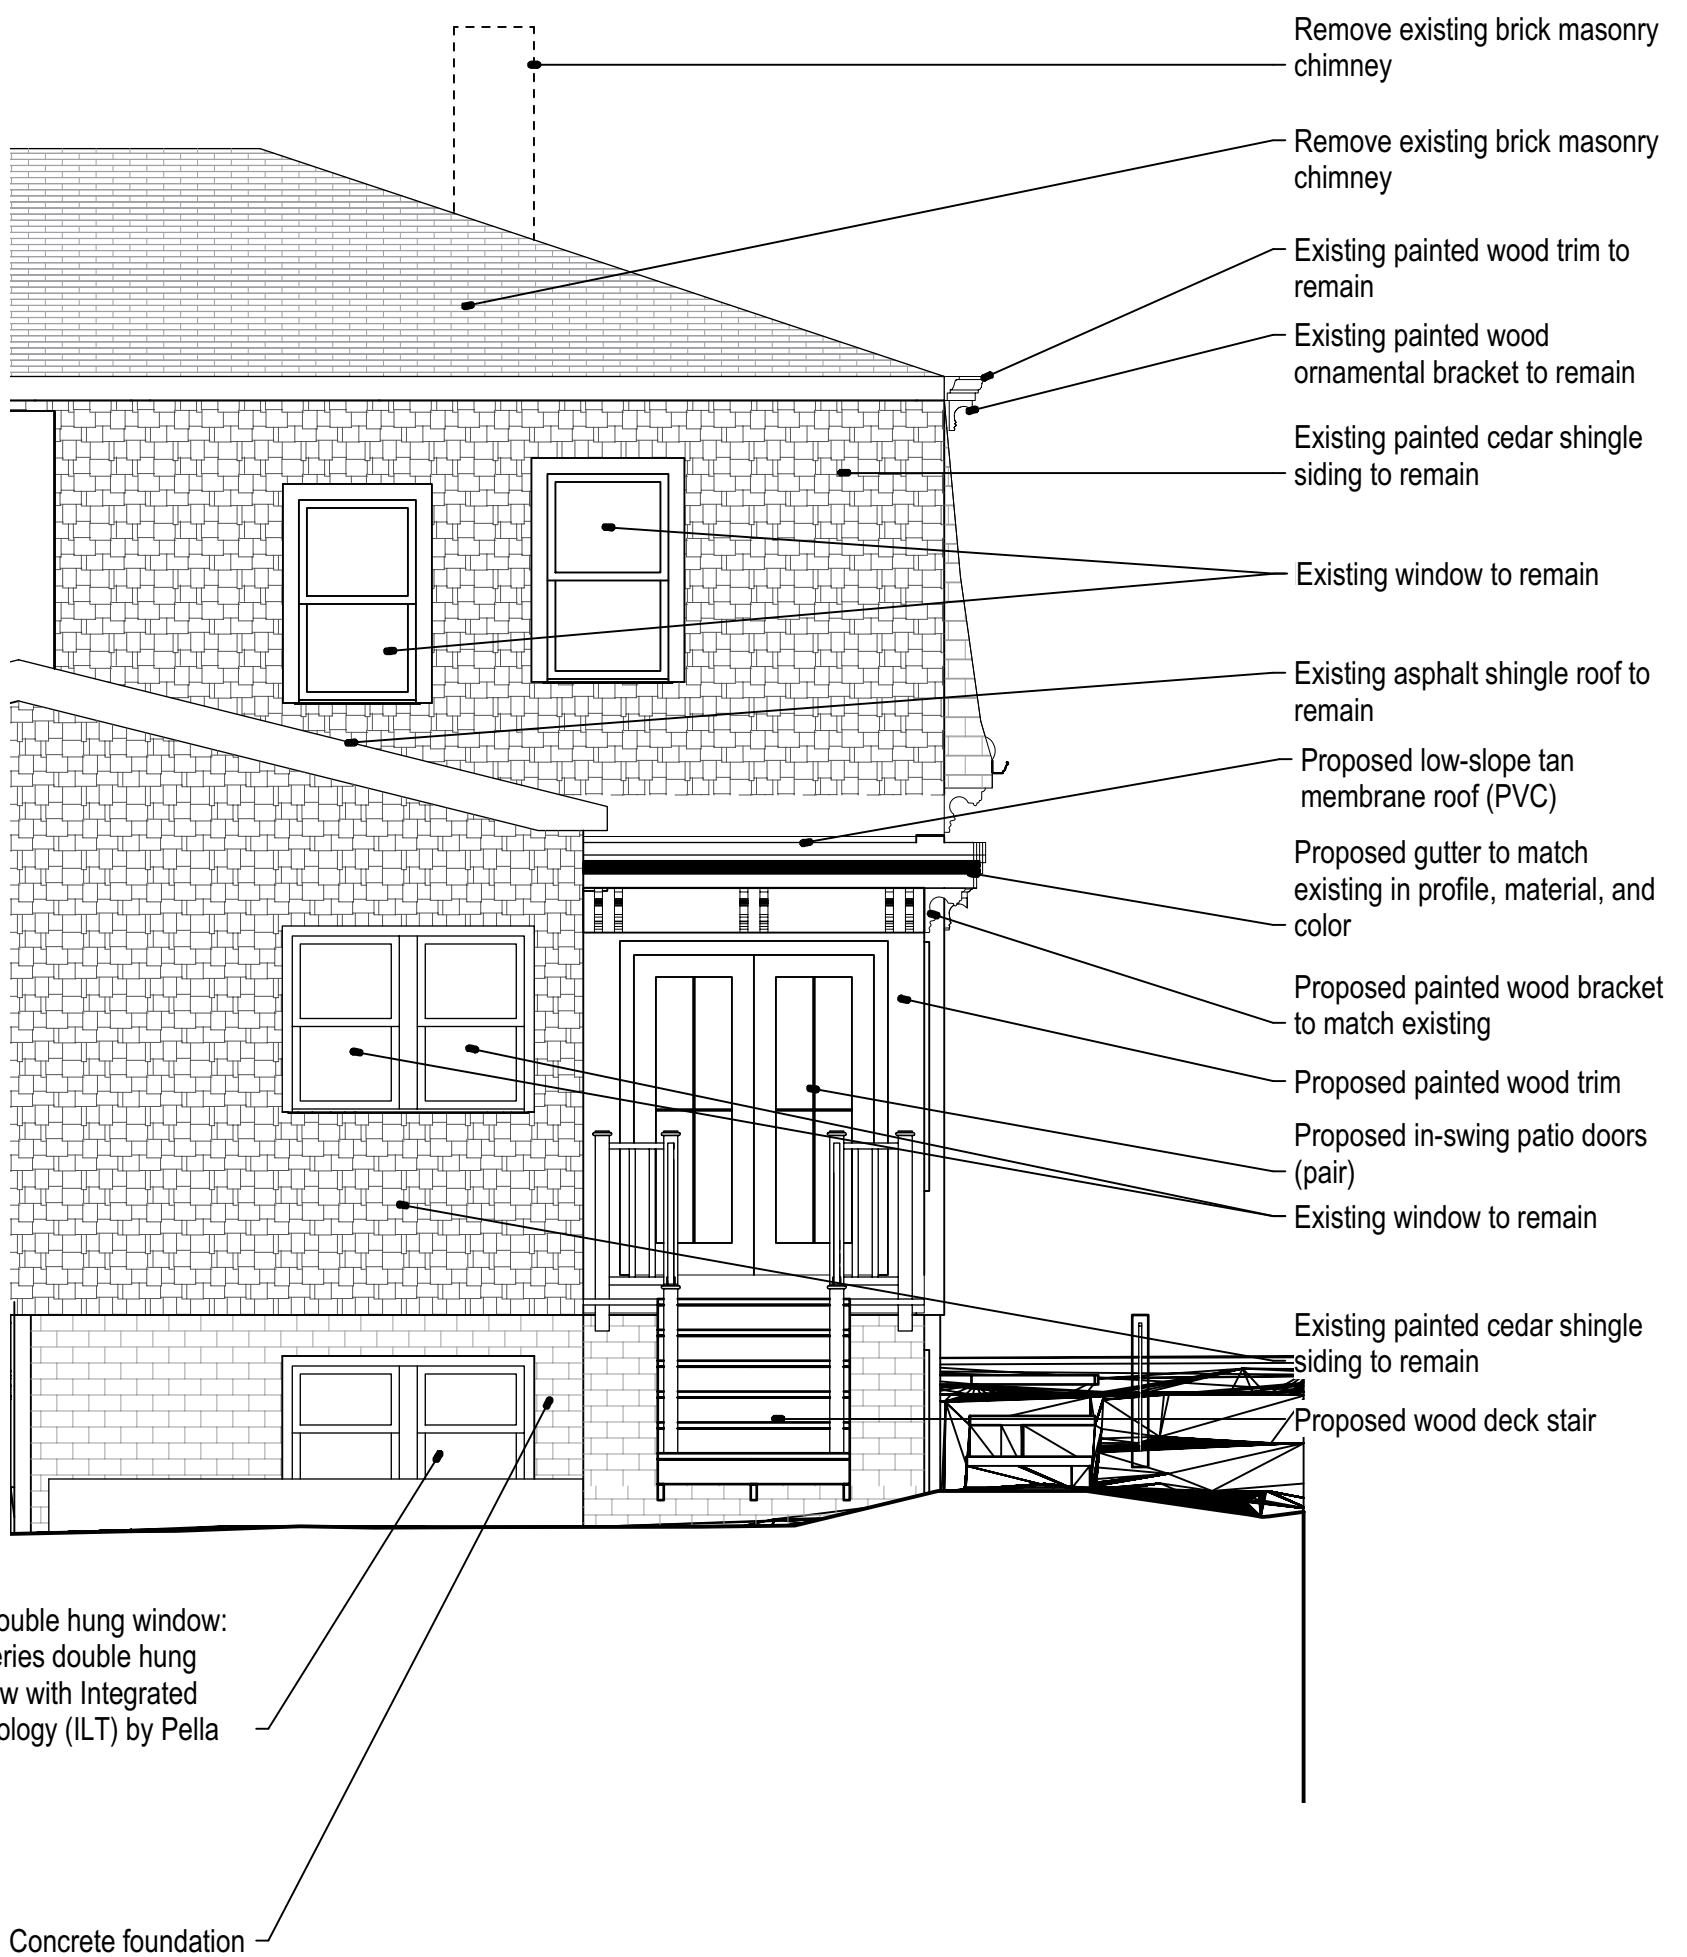 Remove existing brick masonry
chimney
Remove existing brick masonry
chimney
Existing painted wood trim to
remain
Existing painted wood
ornamental bracket to remain
Existing painted cedar shingle
siding to remain
Existing window to remain
Existing asphalt shingle roof to
remain
Proposed low-slope tan
membrane roof (PVC)
Proposed gutter to match
existing in profile, material, and
color
Proposed painted wood bracket
to match existing
Proposed painted wood trim
Proposed in-swing patio doors
(pair)
Existing window to remain
Existing painted cedar shingle
siding to remain
Proposed wood deck stair
ouble hung window:
eries double hung
w with Integrated
ology (ILT) by Pella
Concrete foundation